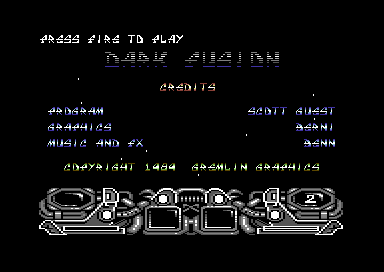 PRESS FIRE TO PLAY
DARK FUSION
CREDITS
PROGRAM SCOTT GUEST
GRAPHICS BERNI
MUSIC AND FX BENN
COPYRIGHT 1989 GREMLIN GRAPHICS
2